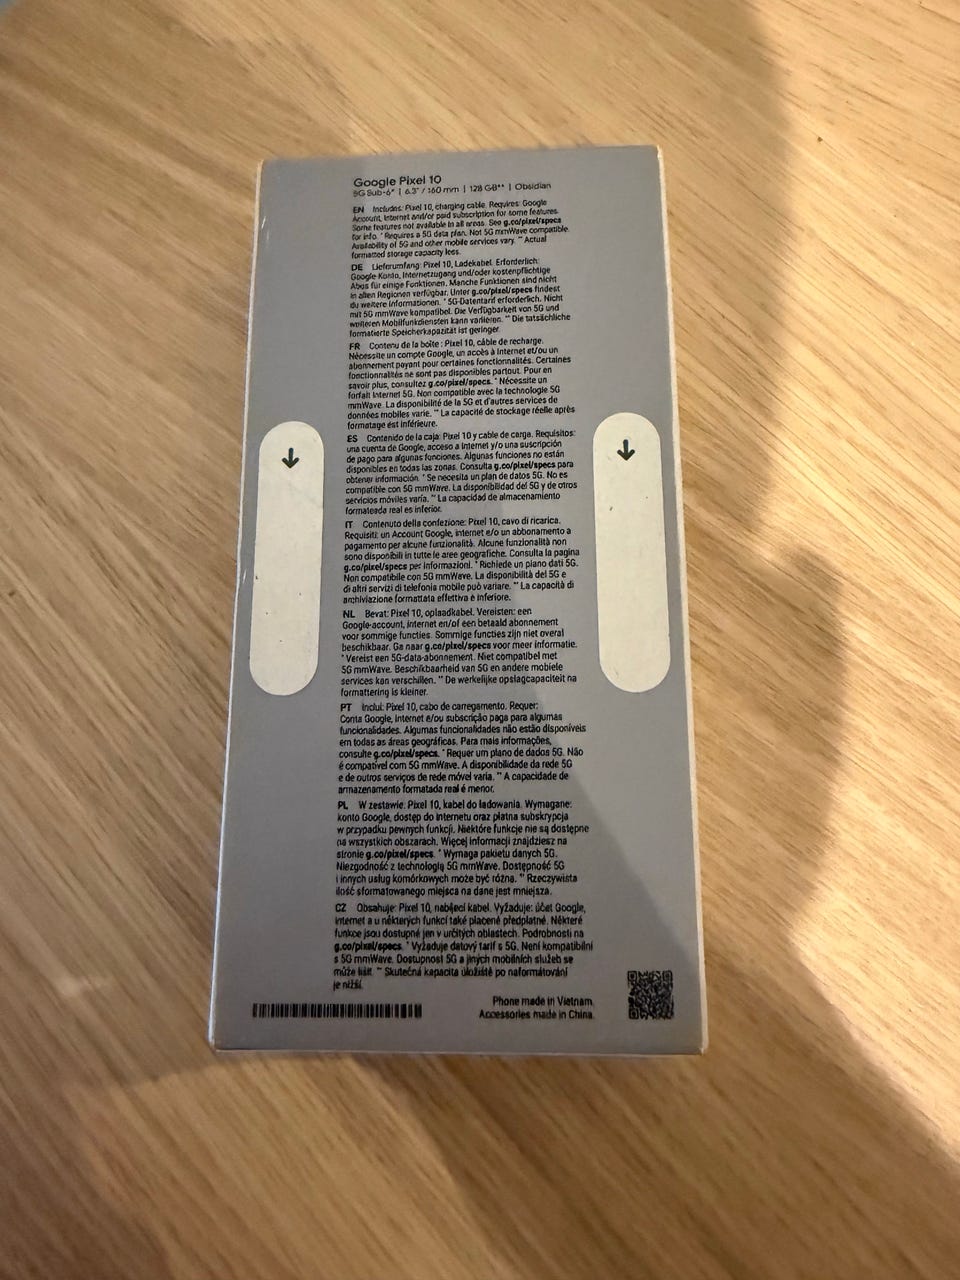 Google Pixel 10
5G Sub-6* | 6.3" / 160 mm | 128 GB** | Obsidian
EN Includes: Pixel 10, charging cable. Requires: Google
Account, Internet and/or paid subscription for some features.
Some features not available in all areas. See g.co/pixel/specs
for info. *Requires a 5G data plan. Not 5G mmWave compatible.
Availability of 5G and other mobile services vary. **Actual
formatted storage capacity less.
DE Lieferumfang: Pixel 10, Ladekabel. Erforderlich:
Google Konto, Internetzugang und/oder kostenpflichtige
Abos für einige Funktionen. Manche Funktionen sind nicht
in allen Regionen verfügbar. Unter g.co/pixel/specs findest
du weitere Informationen. *5G-Datentarif erforderlich. Nicht
mit 5G mmWave kompatibel. Die Verfügbarkeit von 5G und
weiteren Mobilfunkdiensten kann variieren. **Die tatsächliche
formatierte Speicherkapazität ist geringer.
FR Contenu de la boîte : Pixel 10, câble de recharge.
Nécessite un compte Google, un accès à Internet et/ou un
abonnement payant pour certaines fonctionnalités. Certaines
fonctionnalités ne sont pas disponibles partout. Pour en
savoir plus, consultez g.co/pixel/specs. *Nécessite un
forfait Internet 5G. Non compatible avec la technologie 5G
mmWave. La disponibilité de la 5G et d'autres services de
données mobiles varie. **La capacité de stockage réelle après
formatage est inférieure.
ES Contenido de la caja: Pixel 10 y cable de carga. Requisitos:
una cuenta de Google, acceso a Internet y/o una suscripción
de pago para algunas funciones. Algunas funciones no están
disponibles en todas las zonas. Consulta g.co/pixel/specs para
obtener información. *Se necesita un plan de datos 5G. No es
compatible con 5G mmWave. La disponibilidad del 5G y de otros
servicios móviles varía. **La capacidad de almacenamiento
formateada real es inferior.
IT Contenuto della confezione: Pixel 10, cavo di ricarica.
Requisiti: un Account Google, internet e/o un abbonamento a
pagamento per alcune funzionalità. Alcune funzionalità non
sono disponibili in tutte le aree geografiche. Consulta la pagina
g.co/pixel/specs per informazioni. *Richiede un piano dati 5G.
Non compatibile con 5G mmWave. La disponibilità del 5G e
di altri servizi di telefonia mobile può variare. **La capacità di
archiviazione formattata effettiva è inferiore.
NL Bevat: Pixel 10, oplaadkabel. Vereisten: een
Google-account, internet en/of een betaald abonnement
voor sommige functies. Sommige functies zijn niet overal
beschikbaar. Ga naar g.co/pixel/specs voor meer informatie.
*Vereist een 5G-data-abonnement. Niet compatibel met
5G mmWave. Beschikbaarheid van 5G en andere mobiele
services kan verschillen. **De werkelijke opslagcapaciteit na
formattering is kleiner.
PT Inclui: Pixel 10, cabo de carregamento. Requer:
Conta Google, Internet e/ou subscrição paga para algumas
funcionalidades. Algumas funcionalidades não estão disponíveis
em todas as áreas geográficas. Para mais informações,
consulte g.co/pixel/specs. *Requer um plano de dados 5G. Não
é compatível com 5G mmWave. A disponibilidade da rede 5G
e de outros serviços de rede móvel varia. **A capacidade de
armazenamento formatada real é menor.
PL W zestawie: Pixel 10, kabel do ładowania. Wymagane:
konto Google, dostęp do Internetu oraz płatna subskrypcja
w przypadku pewnych funkcji. Niektóre funkcje nie są dostępne
na wszystkich obszarach. Więcej informacji znajdziesz na
stronie g.co/pixel/specs. *Wymaga pakietu danych 5G.
Niezgodność z technologią 5G mmWave. Dostępność 5G
i innych usług komórkowych może być różna. **Rzeczywista
ilość sformatowanego miejsca na dane jest mniejsza.
CZ Obsahuje: Pixel 10, nabíjecí kabel. Vyžaduje: účet Google,
internet a u některých funkcí také placené předplatné. Některé
funkce jsou dostupné jen v určitých oblastech. Podrobnosti na
g.co/pixel/specs. *Vyžaduje datový tarif s 5G. Není kompatibilní
s 5G mmWave. Dostupnost 5G a jiných mobilních služeb se
může lišit. **Skutečná kapacita úložiště po naformátování
je nižší.
Phone made in Vietnam.
Accessories made in China.